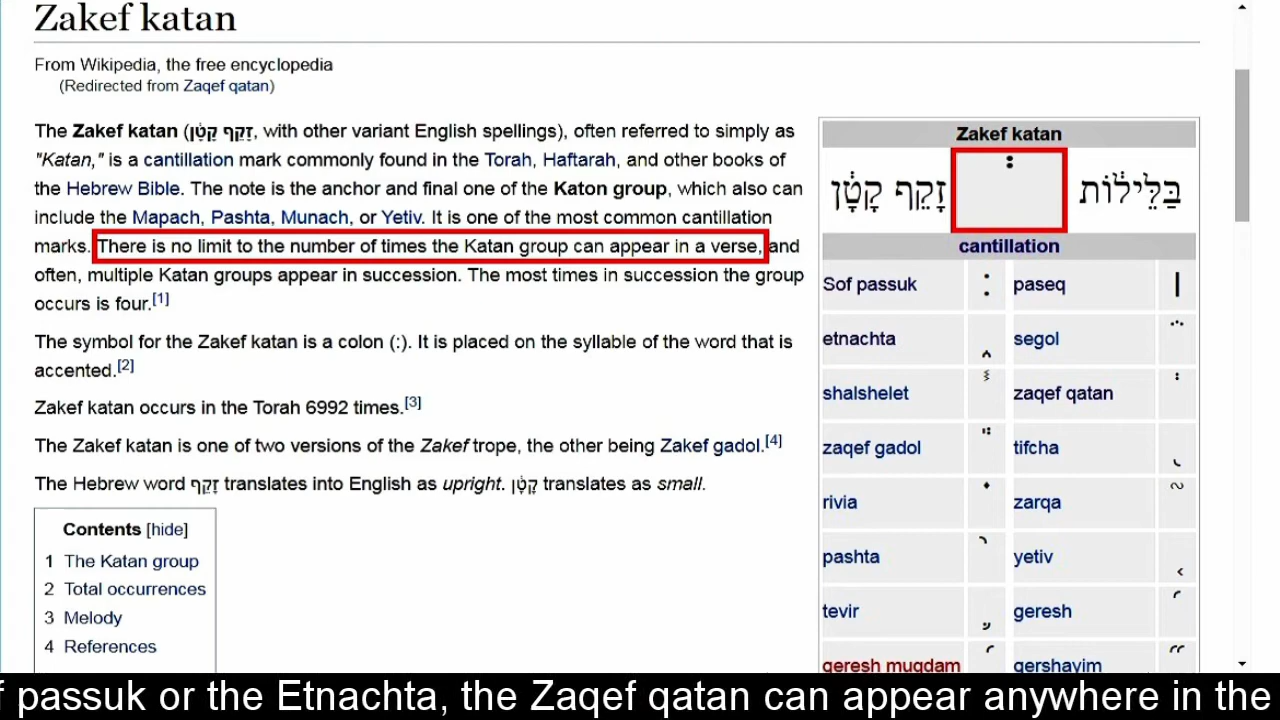 Zakef katan
From Wikipedia, the free encyclopedia
(Redirected from Zaqef qatan)
The Zakef katan (זָקֵף קָטָ֔ן, with other variant English spellings), often referred to simply as
"Katan," is a cantillation mark commonly found in the Torah, Haftarah, and other books of
the Hebrew Bible. The note is the anchor and final one of the Katon group, which also can
include the Mapach, Pashta, Munach, or Yetiv. It is one of the most common cantillation
marks. There is no limit to the number of times the Katan group can appear in a verse, and
often, multiple Katan groups appear in succession. The most times in succession the group
occurs is four.[1]
The symbol for the Zakef katan is a colon (:). It is placed on the syllable of the word that is
accented.[2]
Zakef katan occurs in the Torah 6992 times.[3]
The Zakef katan is one of two versions of the Zakef trope, the other being Zakef gadol.[4]
The Hebrew word זָקֵף translates into English as upright. קָטָ֔ן translates as small.
Contents [hide]
1 The Katan group
2 Total occurrences
3 Melody
4 References
Zakef katan
זָקֵף קָטָ֔ן בַּלֵּיל֔וֹת
cantillation
Sof passuk ׃ paseq ׀
etnachta ֑ segol ֒
shalshelet ֓ zaqef qatan ֔
zaqef gadol ֕ tifcha ֖
rivia ֗ zarqa ֘
pashta ֙ yetiv ֚
tevir ֛ geresh ֜
geresh muqdam ֝ gershayim ֞
f passuk or the Etnachta, the Zaqef qatan can appear anywhere in the